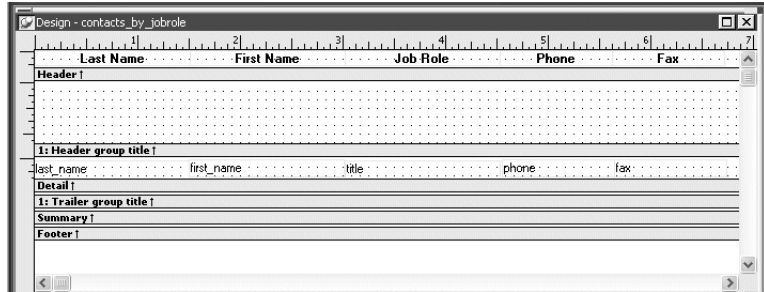 Design - contacts_by_jobrole
1 2 3 4 5 6 7
Last Name First Name Job Role Phone Fax
Header ↑
1: Header group title ↑
last_name first_name title phone fax
Detail ↑
1: Trailer group title ↑
Summary ↑
Footer ↑